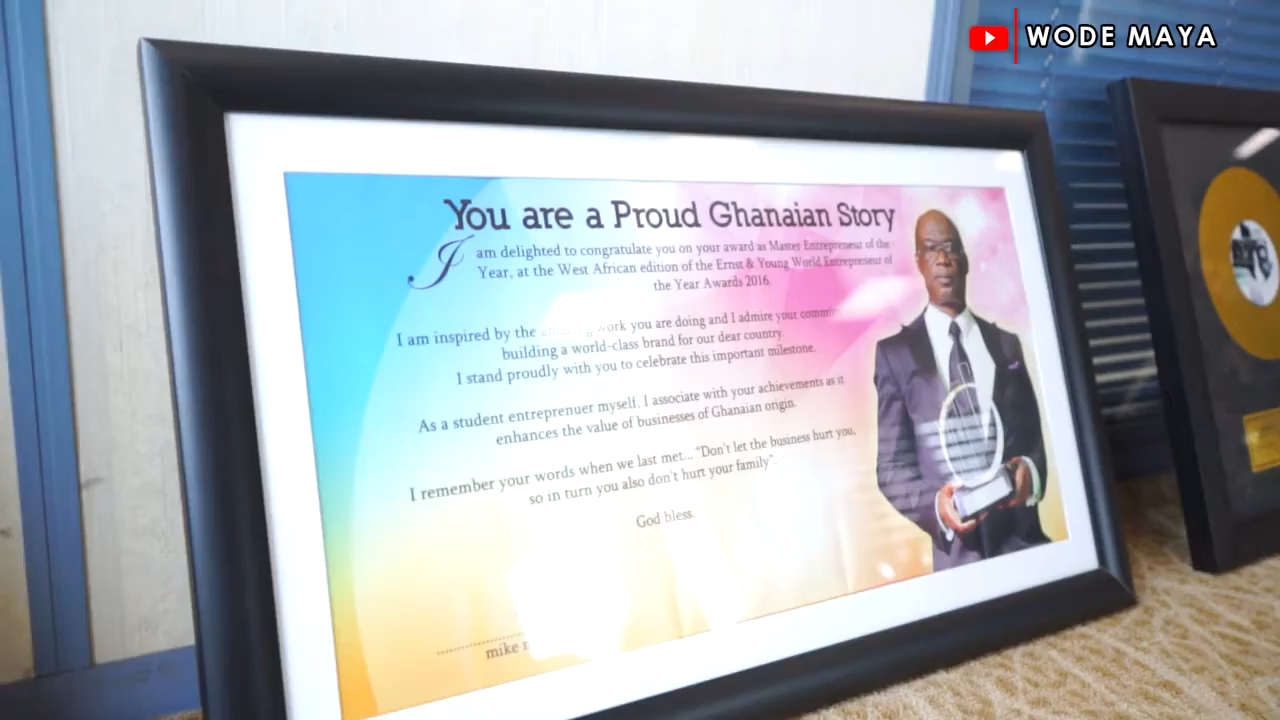 WODE MAYA
You are a Proud Ghanaian Story
I am delighted to congratulate you on your award as Master Entrepreneur of the
Year, at the West African edition of the Ernst & Young World Entrepreneur of
the Year Awards 2016.
I am inspired by the work you are doing and I admire your
building a world-class brand for our dear country.
I stand proudly with you to celebrate this important milestone.
As a student entreprenuer myself, I associate with your achievements as it
enhances the value of businesses of Ghanaian origin.
I remember your words when we last met... "Don't let the business hurt you,
so in turn you also don't hurt your family".
God bless.
mike